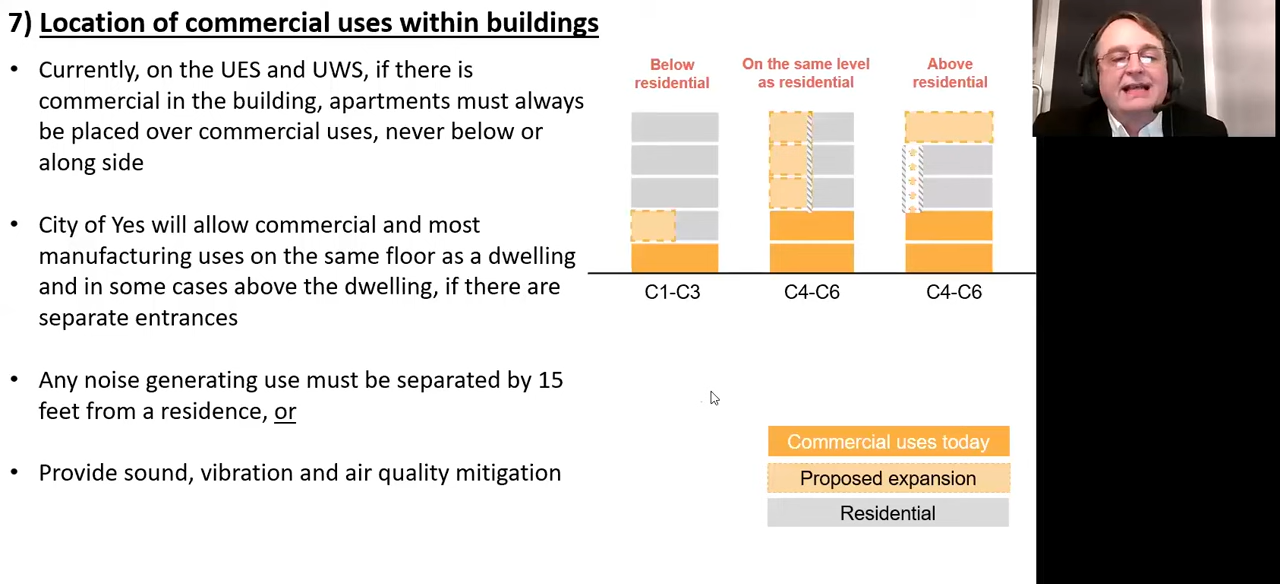 7) Location of commercial uses within buildings
• Currently, on the UES and UWS, if there is
commercial in the building, apartments must always
be placed over commercial uses, never below or
along side
• City of Yes will allow commercial and most
manufacturing uses on the same floor as a dwelling
and in some cases above the dwelling, if there are
separate entrances
• Any noise generating use must be separated by 15
feet from a residence, or
• Provide sound, vibration and air quality mitigation
Below
residential
On the same level
as residential
Above
residential
C1-C3
C4-C6
C4-C6
Commercial uses today
Proposed expansion
Residential